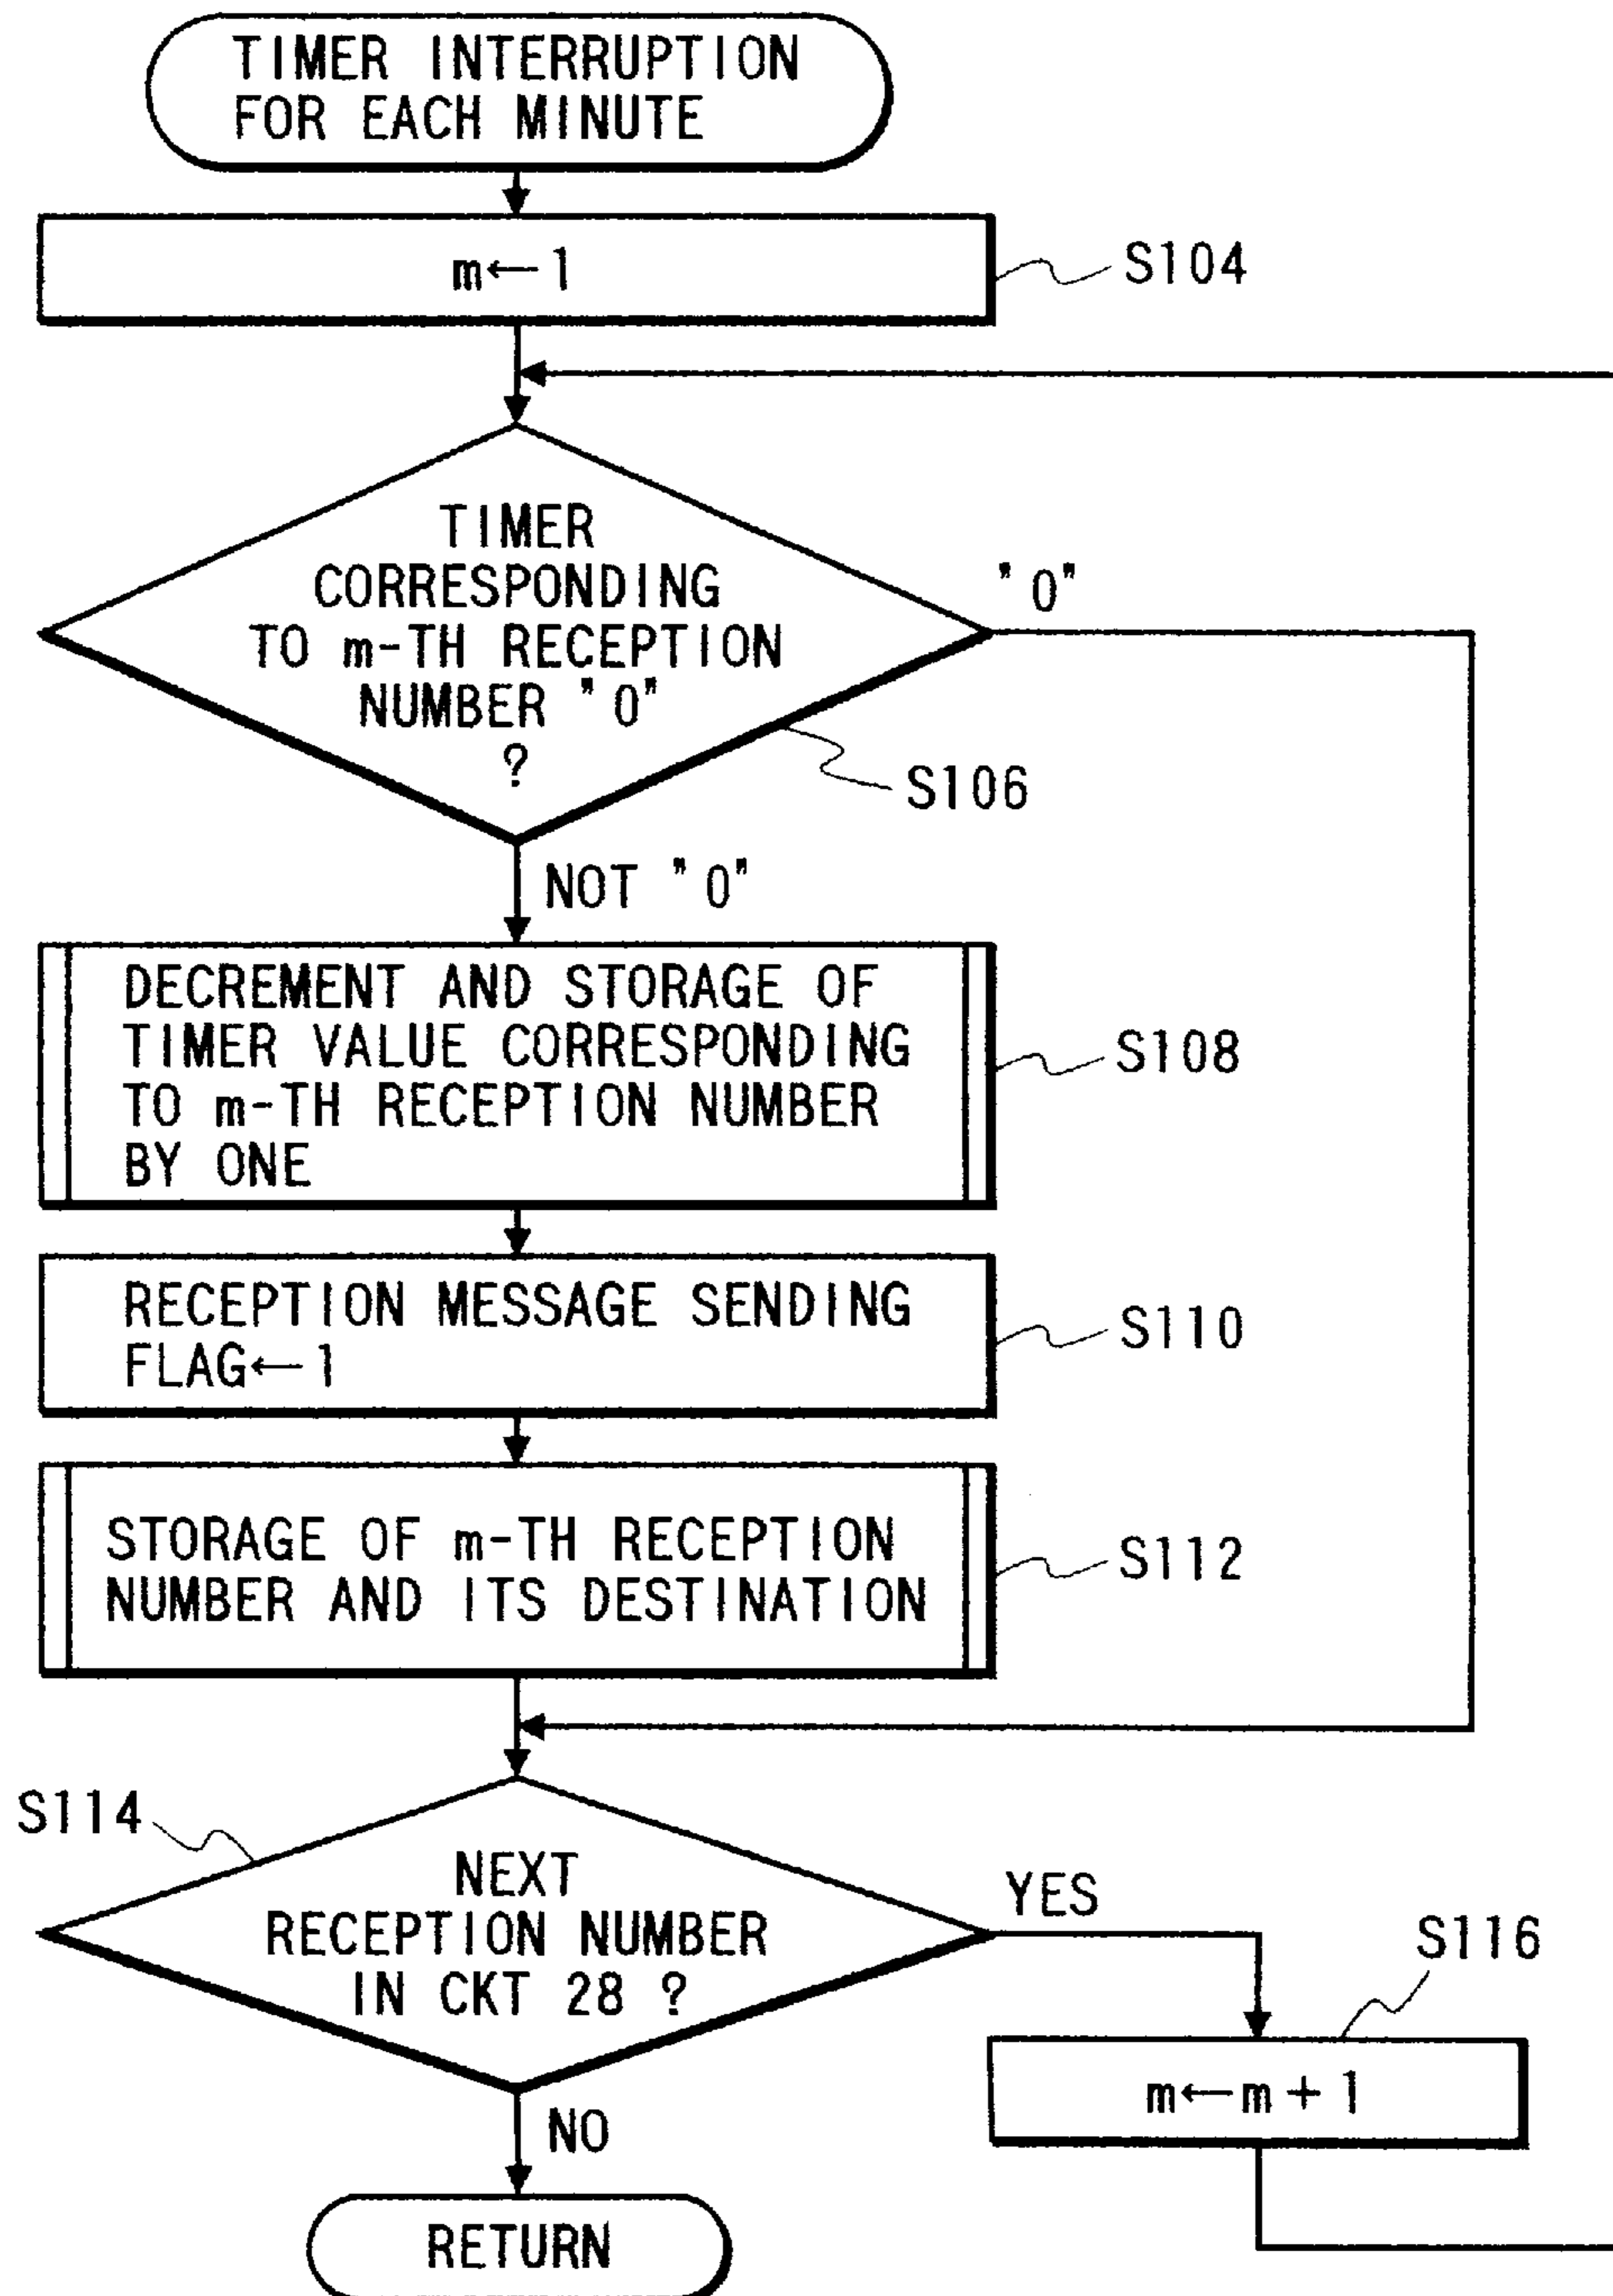 TIMER INTERRUPTION
FOR EACH MINUTE
m←1
S104
TIMER
CORRESPONDING
TO m-TH RECEPTION
NUMBER "0"
?
"0"
S106
NOT "0"
DECREMENT AND STORAGE OF
TIMER VALUE CORRESPONDING
TO m-TH RECEPTION NUMBER
BY ONE
S108
RECEPTION MESSAGE SENDING
FLAG←1
S110
STORAGE OF m-TH RECEPTION
NUMBER AND ITS DESTINATION
S112
S114
NEXT
RECEPTION NUMBER
IN CKT 28 ?
YES
S116
m←m+1
NO
RETURN